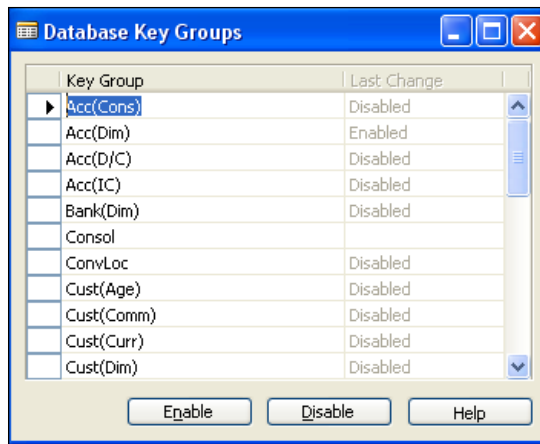 Database Key Groups
Key Group Last Change
Acc(Cons) Disabled
Acc(Dim) Enabled
Acc(D/C) Disabled
Acc(IC) Disabled
Bank(Dim) Disabled
Consol
ConvLoc Disabled
Cust(Age) Disabled
Cust(Comm) Disabled
Cust(Curr) Disabled
Cust(Dim) Disabled
Enable Disable Help